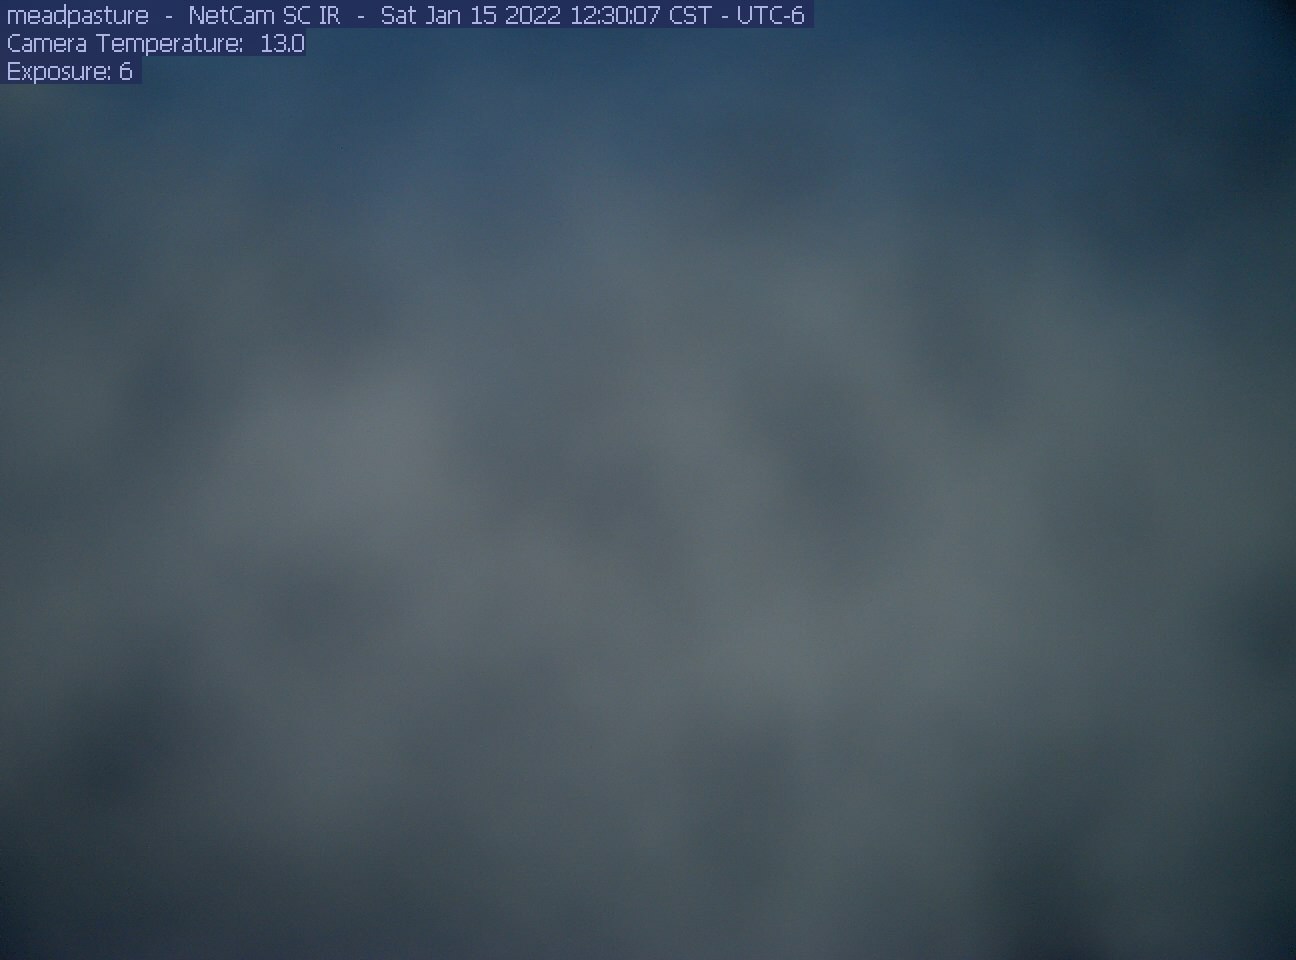 meadpasture - NetCam SC IR - Sat Jan 15 2022 12:30:07 CST - UTC-6
Camera Temperature: 13.0
Exposure: 6